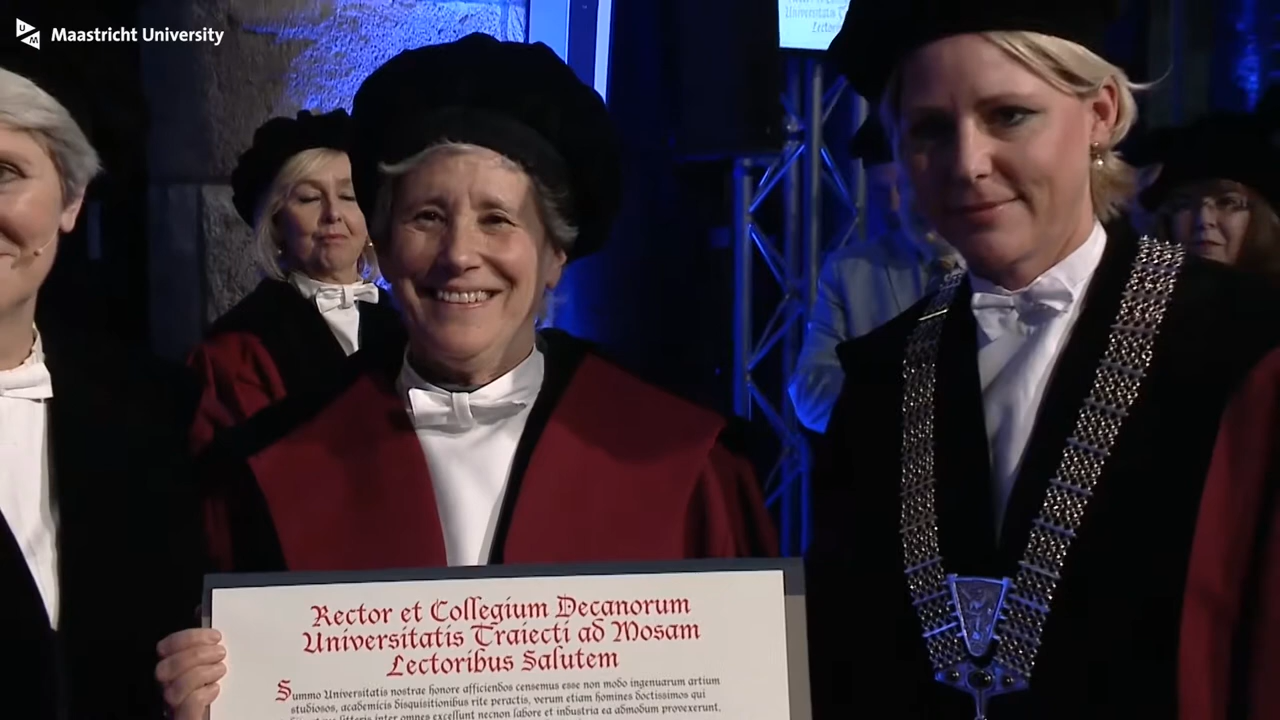 Maastricht University
Rector et Collegium Decanorum
Universitatis Traiecti ad Mosam
Lectoribus Salutem
Summo Universitatis nostrae honore afficiendos censemus esse non modo ingenuarum artium
studiosos, academicis disquisitionibus rite peractis, verum etiam homines doctissimos qui
litteris inter omnes excellunt necnon labore et industria ea admodum provexerunt,
Universitatis